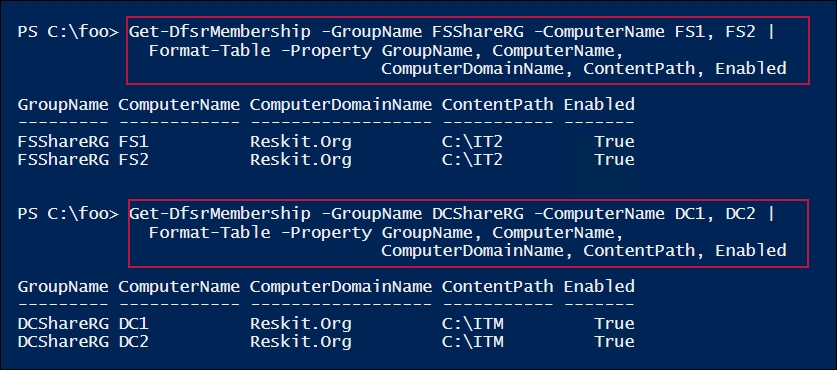 PS C:\foo> Get-DfsrMembership -GroupName FSShareRG -ComputerName FS1, FS2 |
Format-Table -Property GroupName, ComputerName,
ComputerDomainName, ContentPath, Enabled
GroupName ComputerName ComputerDomainName ContentPath Enabled
--------- ------------ ------------------ ----------- -------
FSShareRG FS1 Reskit.Org C:\IT2 True
FSShareRG FS2 Reskit.Org C:\IT2 True
PS C:\foo> Get-DfsrMembership -GroupName DCShareRG -ComputerName DC1, DC2 |
Format-Table -Property GroupName, ComputerName,
ComputerDomainName, ContentPath, Enabled
GroupName ComputerName ComputerDomainName ContentPath Enabled
--------- ------------ ------------------ ----------- -------
DCShareRG DC1 Reskit.Org C:\ITM True
DCShareRG DC2 Reskit.Org C:\ITM True